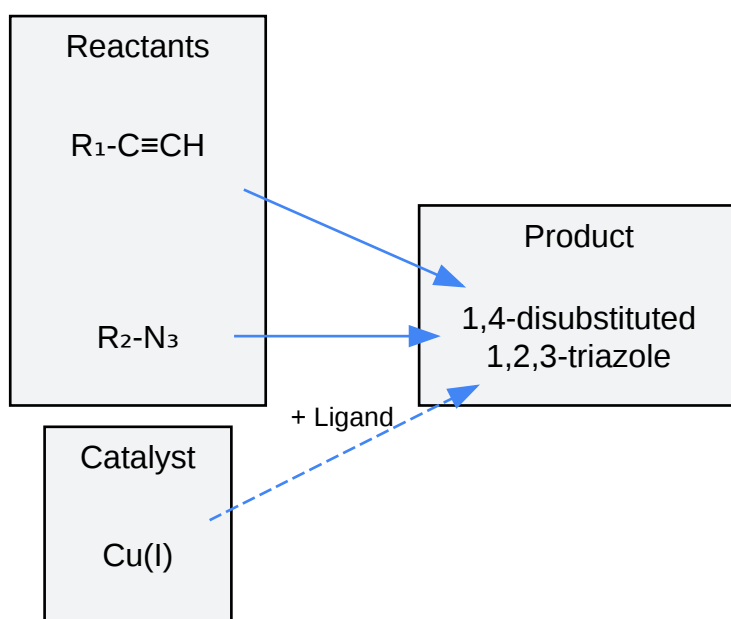 Reactants
R₁-C≡CH
R₂-N₃
Product
1,4-disubstituted
1,2,3-triazole
+ Ligand
Catalyst
Cu(I)